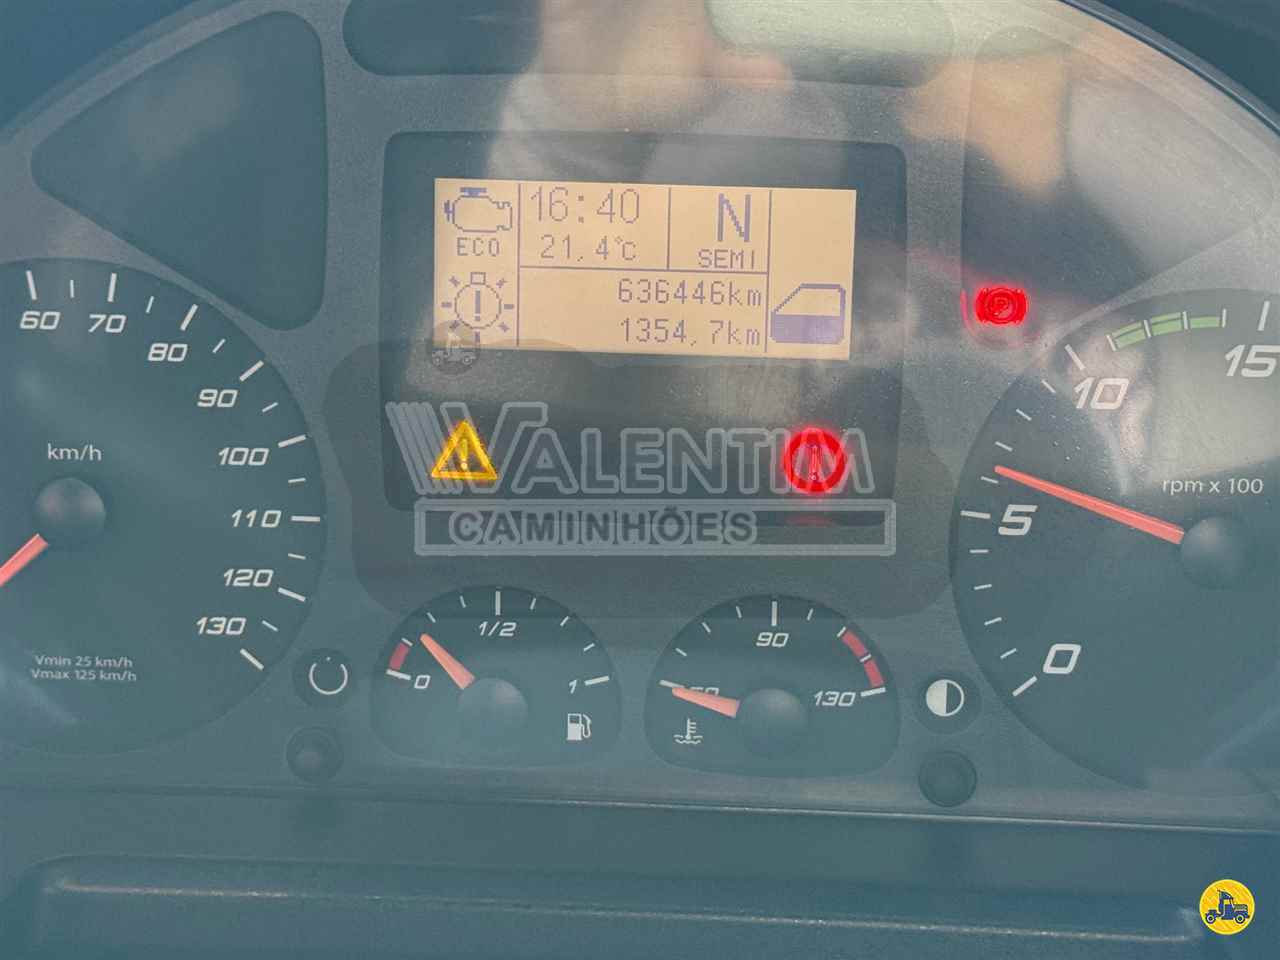 16:40
N
ECO
21,4°C
SEMI
636446km
1354,7km
P
60
70
80
90
100
110
120
130
km/h
Vmin 25 km/h
Vmax 125 km/h
VALENTIM
CAMINHÕES
0
1/2
1
90
130
15
10
5
0
rpm x 100